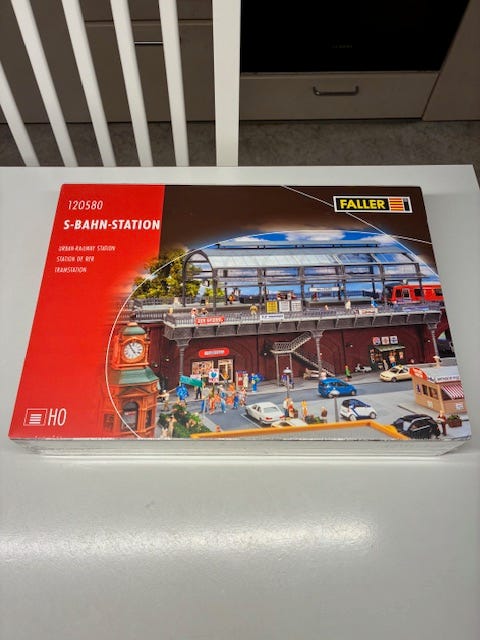 120580
S-BAHN-STATION
URBAN-RAILWAY STATION
STATION DE RER
TRAMSTATION
FALLER
H0